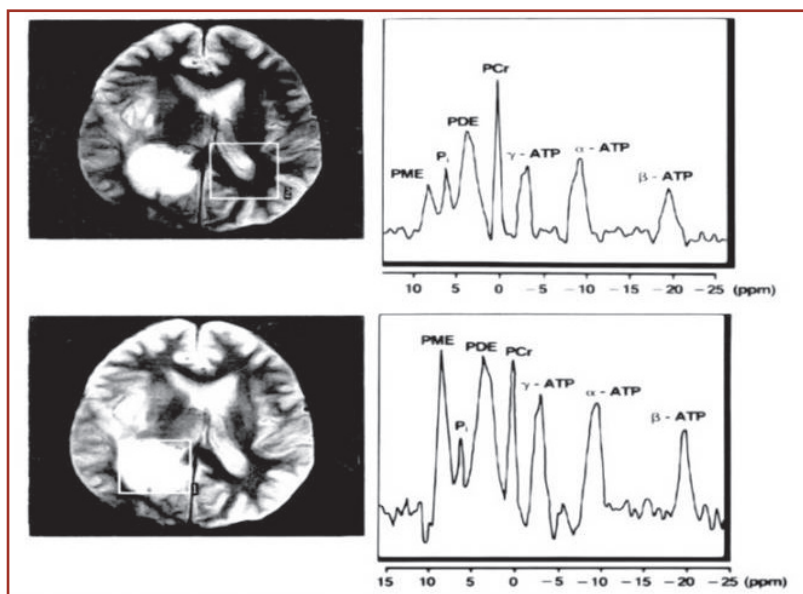 PCr
PDE
PME
Pi
γ - ATP
α - ATP
β - ATP
10 5 0 -5 -10 -15 -20 -25 (ppm)
PME
PDE
PCr
Pi
γ - ATP
α - ATP
β - ATP
15 10 5 0 -5 -10 -15 -20 -25 (ppm)